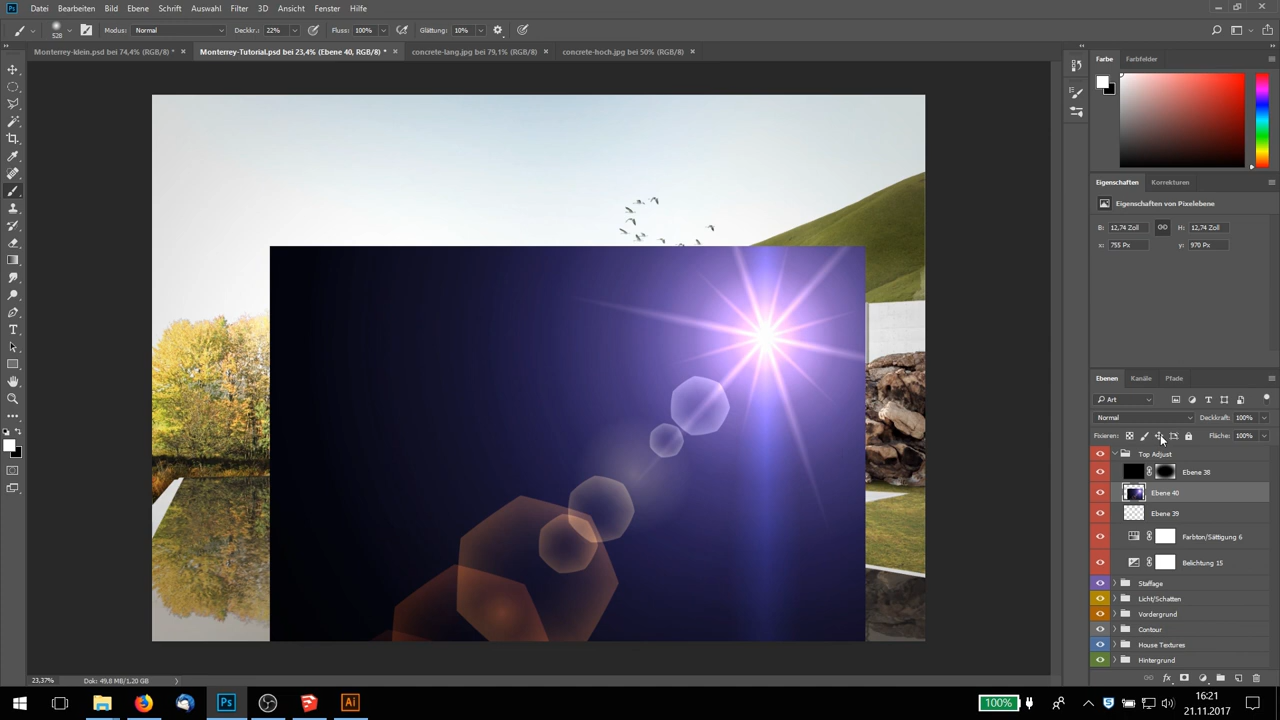 Datei Bearbeiten Bild Ebene Schrift Auswahl Filter 3D Ansicht Fenster Hilfe
528 Modus: Normal Deckkr.: 22% Fluss: 100% Glättung: 10%
Monterrey-klein.psd bei 74,4% (RGB/8) * Monterrey-Tutorial.psd bei 23,4% (Ebene 40, RGB/8) * concrete-lang.jpg bei 79,1% (RGB/8) concrete-hoch.jpg bei 50% (RGB/8)
Farbe Farbfelder
Eigenschaften Korrekturen
Eigenschaften von Pixelebene
B: 12,74 Zoll H: 12,74 Zoll
x: 755 Px y: 970 Px
Ebenen Kanäle Pfade
Art
Normal Deckkraft: 100%
Fixieren: Fläche: 100%
Top Adjust
Ebene 38
Ebene 40
Ebene 39
Farbton/Sättigung 6
Belichtung 15
Staffage
Licht/Schatten
Vordergrund
Contour
House Textures
Hintergrund
23,37% Dok: 49,8 MB/1,20 GB
Ps Ai 100% 16:21
21.11.2017